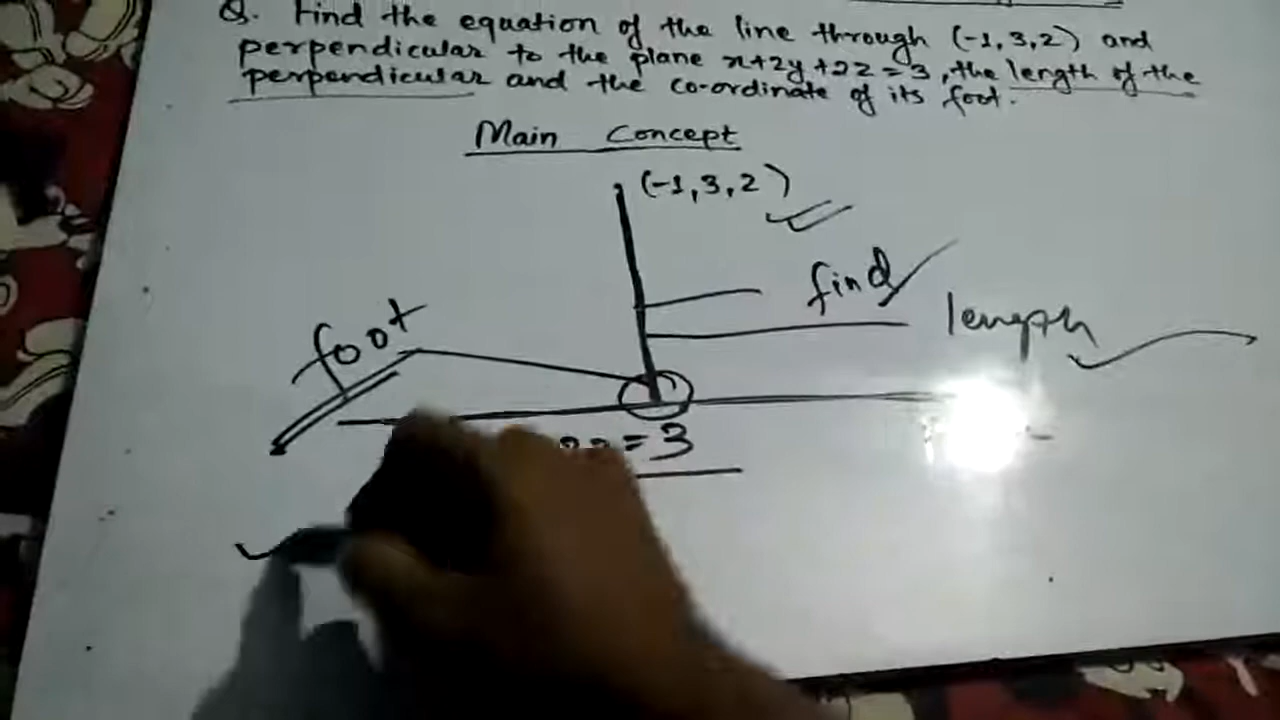 Q. Find the equation of the line through (-1,3,2) and
perpendicular to the plane x+2y+2z=3, the length of the
perpendicular and the co-ordinate of its foot.
Main Concept
(-1,3,2)
find
length
foot
=3